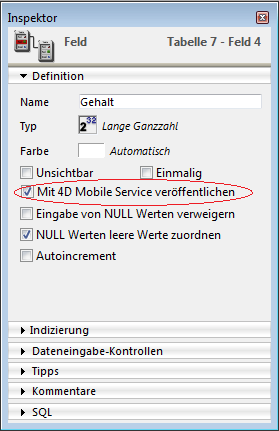 Inspektor
Feld Tabelle 7 - Feld 4
Definition
Name Gehalt
Typ 2 32 Lange Ganzzahl
Farbe Automatisch
Unsichtbar Einmalig
Mit 4D Mobile Service veröffentlichen
Eingabe von NULL Werten verweigern
NULL Werten leere Werte zuordnen
Autoincrement
Indizierung
Dateneingabe-Kontrollen
Tipps
Kommentare
SQL